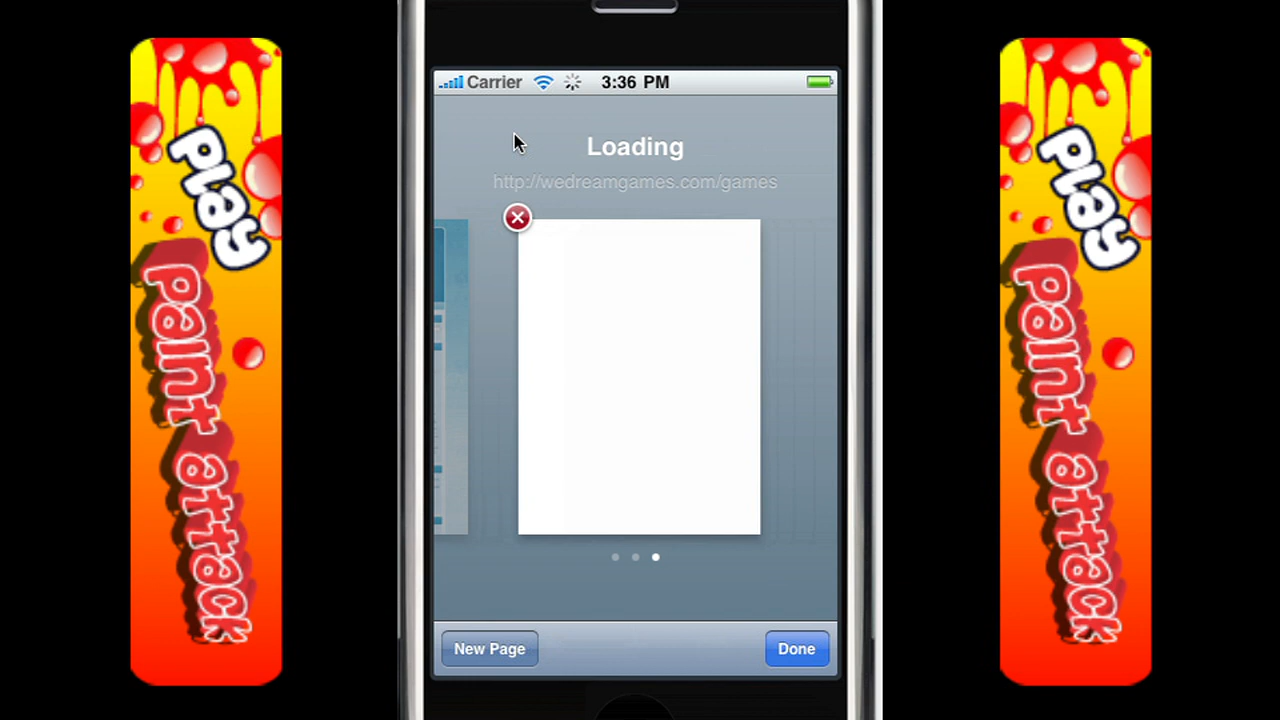 play
paint attack
Carrier 3:36 PM
Loading
http://wedreamgames.com/games
New Page Done
play
paint attack